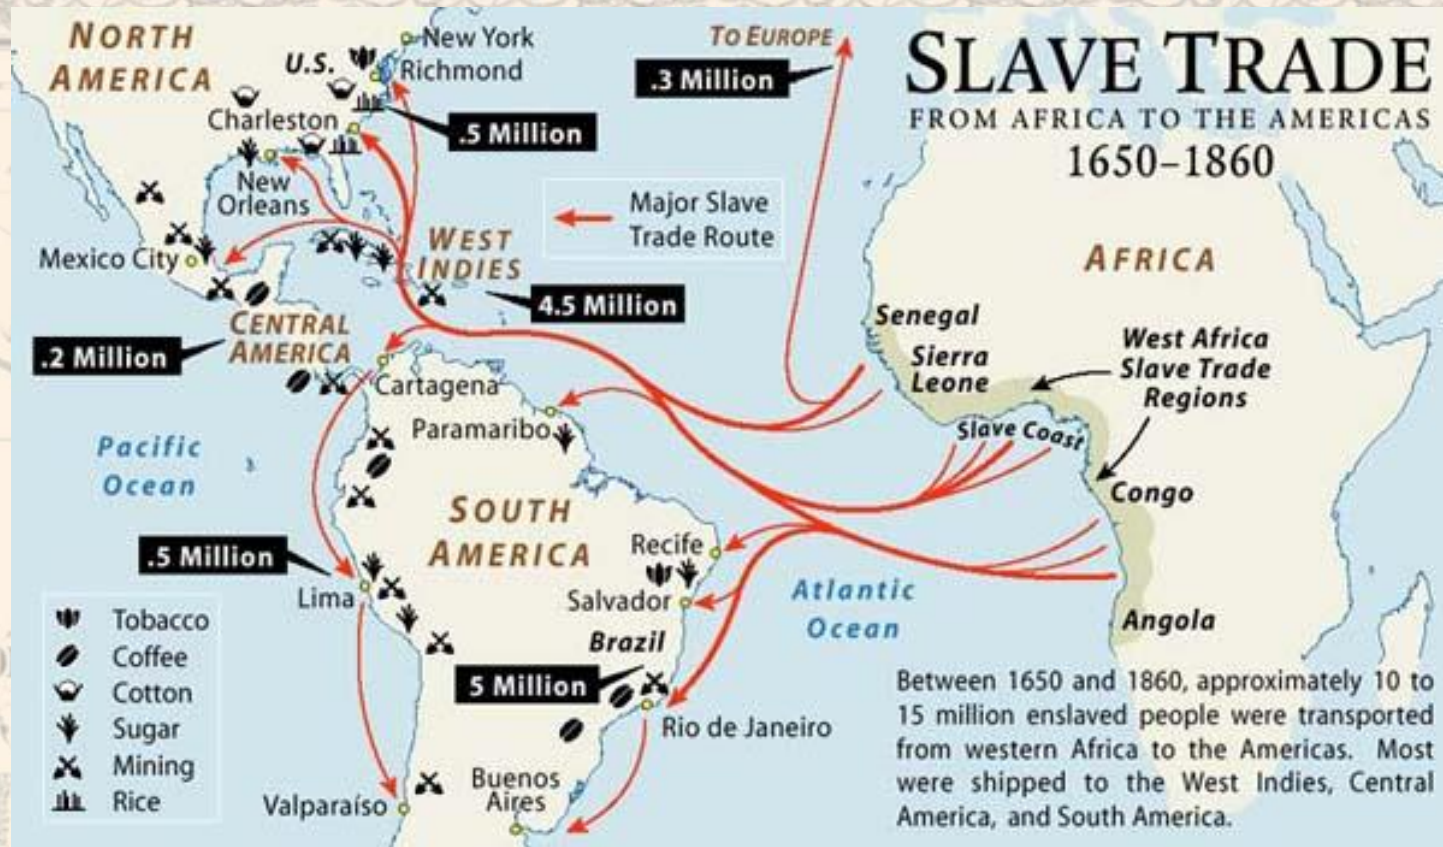 SLAVE TRADE
FROM AFRICA TO THE AMERICAS
1650–1860
NORTH
AMERICA
U.S.
New York
Richmond
.5 Million
Charleston
New
Orleans
Mexico City
WEST
INDIES
4.5 Million
CENTRAL
AMERICA
.2 Million
TO EUROPE
.3 Million
Major Slave
Trade Route
AFRICA
Senegal
Sierra
Leone
West Africa
Slave Trade
Regions
Slave Coast
Congo
Angola
Cartagena
Paramaribo
Pacific
Ocean
SOUTH
AMERICA
.5 Million
Lima
Recife
Salvador
Brazil
5 Million
Atlantic
Ocean
Rio de Janeiro
Buenos
Aires
Valparaíso
Tobacco
Coffee
Cotton
Sugar
Mining
Rice
Between 1650 and 1860, approximately 10 to
15 million enslaved people were transported
from western Africa to the Americas. Most
were shipped to the West Indies, Central
America, and South America.